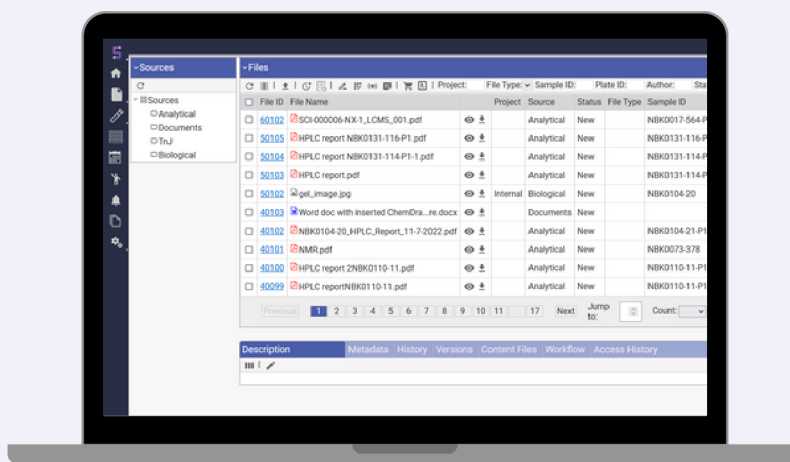 Sources
Sources
Analytical
Documents
TnJ
Biological
Files
Project: File Type: Sample ID: Plate ID: Author: Sta
File ID File Name Project Source Status File Type Sample ID
60102 SCI-000006-NX-1_LCMS_001.pdf Analytical New NBK0017-564-P
50105 HPLC report NBK0131-116-P1.pdf Analytical New NBK0131-116-P
50104 HPLC report NBK0131-114-P1-1.pdf Analytical New NBK0131-114-P
50103 HPLC report.pdf Analytical New NBK0131-114-P
50102 gel_image.jpg Internal Biological New NBK0104-20
40103 Word doc with inserted ChemDra...re.docx Documents New
40102 NBK0104-20_HPLC_Report_11-7-2022.pdf Analytical New NBK0104-21-P1
40101 NMR.pdf Analytical New NBK0073-378
40100 HPLC report 2NBK0110-11.pdf Analytical New NBK0110-11-P1
40099 HPLC reportNBK0110-11.pdf Analytical New NBK0110-11-P1
Previous 1 2 3 4 5 6 7 8 9 10 11 ... 17 Next Jump to: Count:
Description Metadata History Versions Content Files Workflow Access History